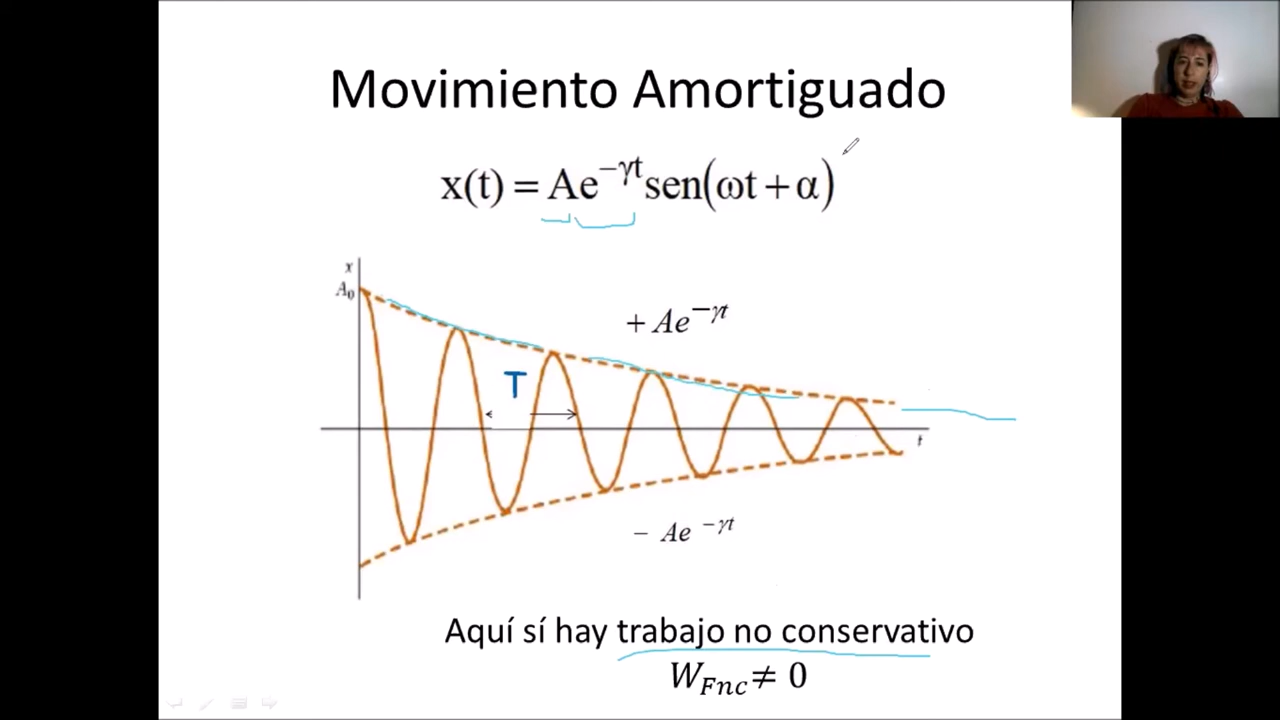 Movimiento Amortiguado
x(t) = Ae^{−γt}sen(ωt + α)
x
A₀
+ Ae^{−γt}
T
t
− Ae^{−γt}
Aquí sí hay trabajo no conservativo
W_{Fnc} ≠ 0